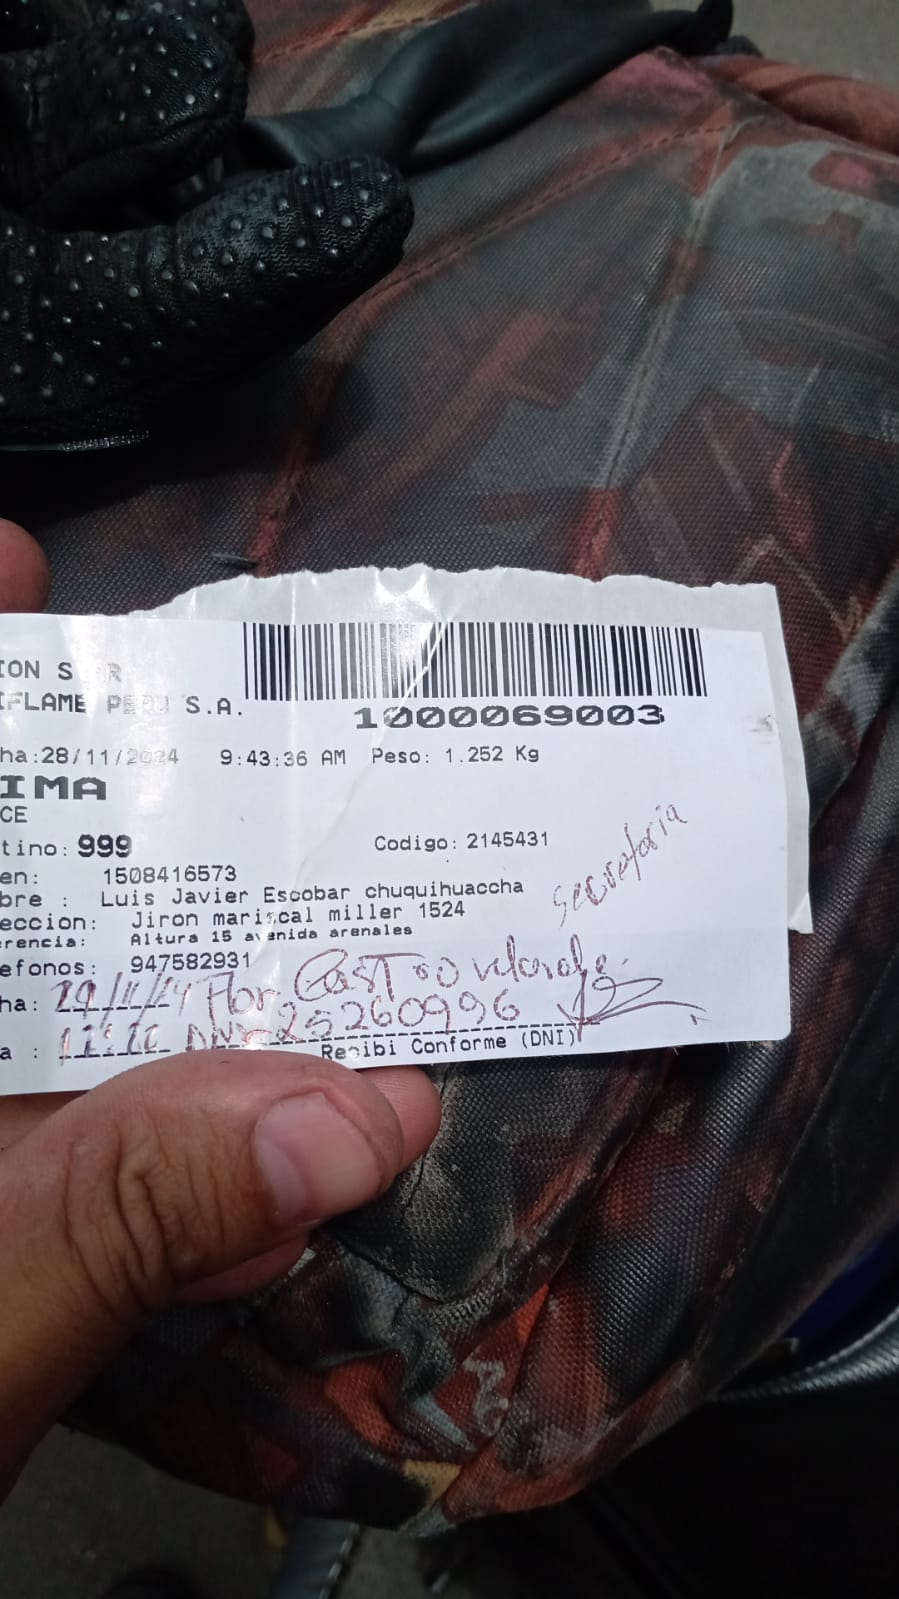 ION S R
IFLAME PERU S.A.
1000069003
ha:28/11/2024 9:43:36 AM Peso: 1.252 Kg
IMA
CE
tino: 999 Codigo: 2145431
en: 1508416573
bre : Luis Javier Escobar chuquihuaccha
eccion: Jiron mariscal miller 1524
erencia: Altura 15 avenida arenales
Secretaria
efonos: 947582931
ha: 29/11/24 Flor Castro
a : DNI 25260996
Recibi Conforme (DNI)